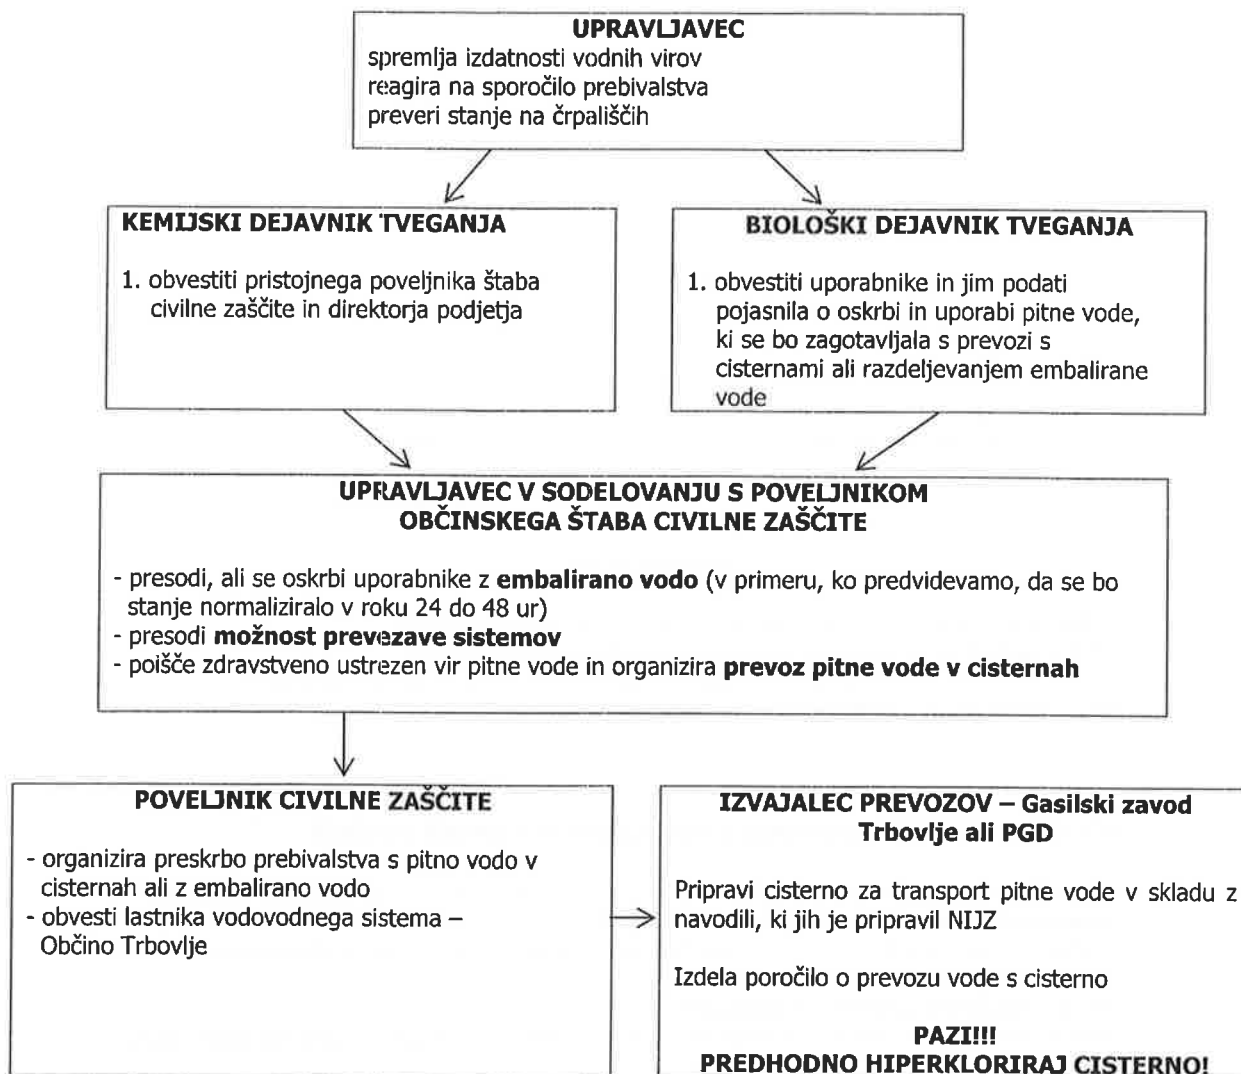 UPRAVLJAVEC
spremlja izdatnosti vodnih virov
reagira na sporočilo prebivalstva
preveri stanje na črpališčih
KEMIJSKI DEJAVNIK TVEGANJA
1. obvestiti pristojnega poveljnika štaba
civilne zaščite in direktorja podjetja
BIOLOŠKI DEJAVNIK TVEGANJA
1. obvestiti uporabnike in jim podati
pojasnila o oskrbi in uporabi pitne vode,
ki se bo zagotavljala s prevozi s
cisternami ali razdeljevanjem embalirane
vode
UPRAVLJAVEC V SODELOVANJU S POVELJNIKOM
OBČINSKEGA ŠTABA CIVILNE ZAŠČITE
- presodi, ali se oskrbi uporabnike z embalirano vodo (v primeru, ko predvidevamo, da se bo
stanje normaliziralo v roku 24 do 48 ur)
- presodi možnost prevezave sistemov
- poišče zdravstveno ustrezen vir pitne vode in organizira prevoz pitne vode v cisternah
POVELJNIK CIVILNE ZAŠČITE
- organizira preskrbo prebivalstva s pitno vodo v
cisternah ali z embalirano vodo
- obvesti lastnika vodovodnega sistema –
Občino Trbovlje
IZVAJALEC PREVOZOV – Gasilski zavod
Trbovlje ali PGD
Pripravi cisterno za transport pitne vode v skladu z
navodili, ki jih je pripravil NIJZ
Izdela poročilo o prevozu vode s cisterno
PAZI!!!
PREDHODNO HIPERKLORIRAJ CISTERNO!